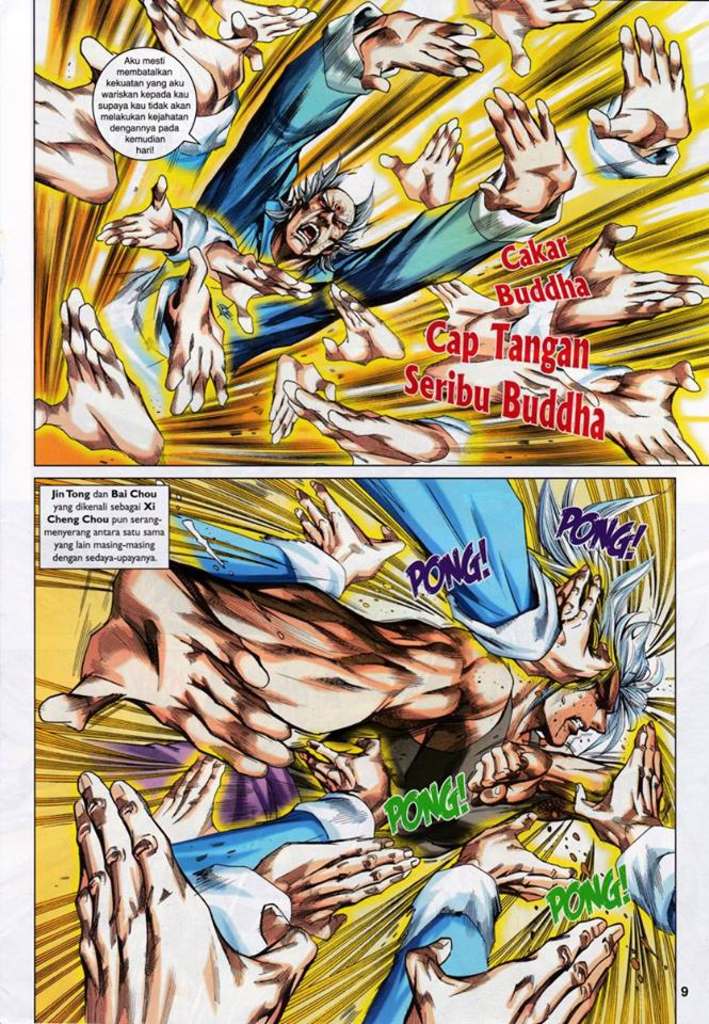 Aku mesti
membatalkan
kekuatan yang aku
wariskan kepada kau
supaya kau tidak akan
melakukan kejahatan
dengannya pada
kemudian
hari!
Cakar
Buddha
Cap Tangan
Seribu Buddha
Jin Tong dan Bai Chou
yang dikenali sebagai Xi
Cheng Chou pun serang-
menyerang antara satu sama
yang lain masing-masing
dengan sedaya-upayanya.
PONG!
PONG!
PONG!
PONG!
9